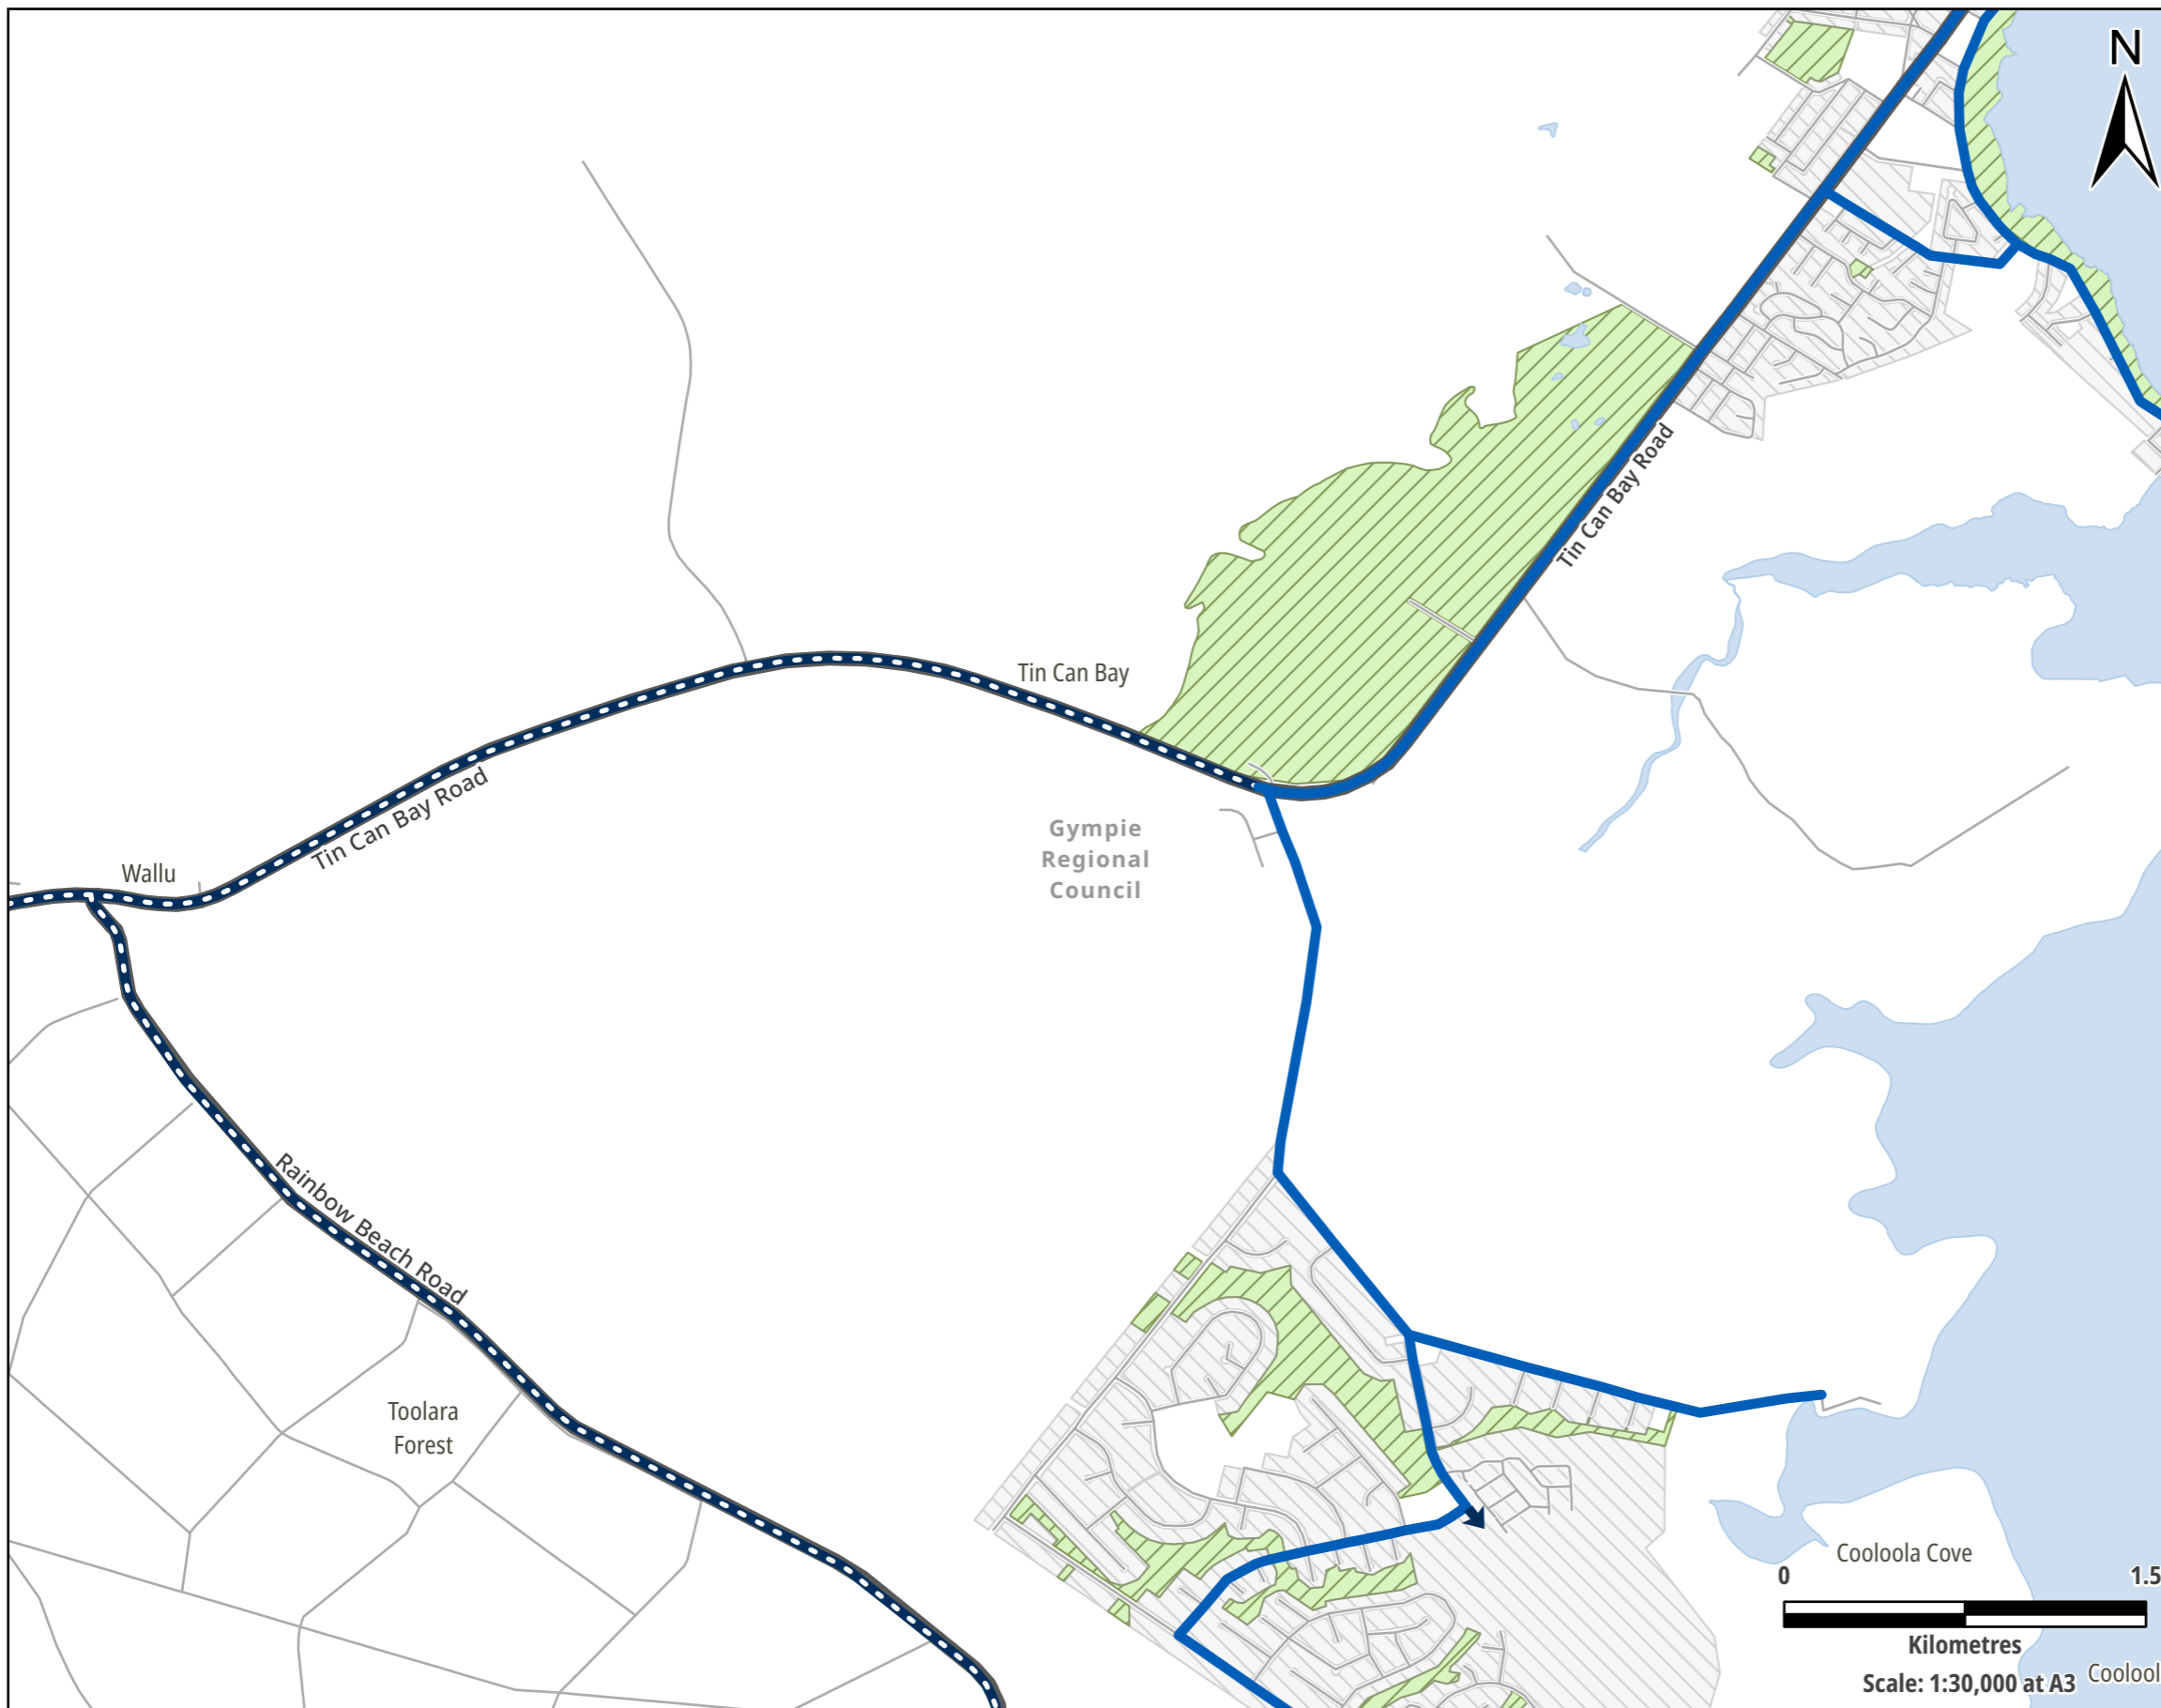 N
Tin Can Bay Road
Tin Can Bay
Tin Can Bay Road
Gympie
Regional
Council
Wallu
Rainbow Beach Road
Toolara
Forest
Cooloola Cove
0 1.5
Kilometres
Scale: 1:30,000 at A3
Coolool